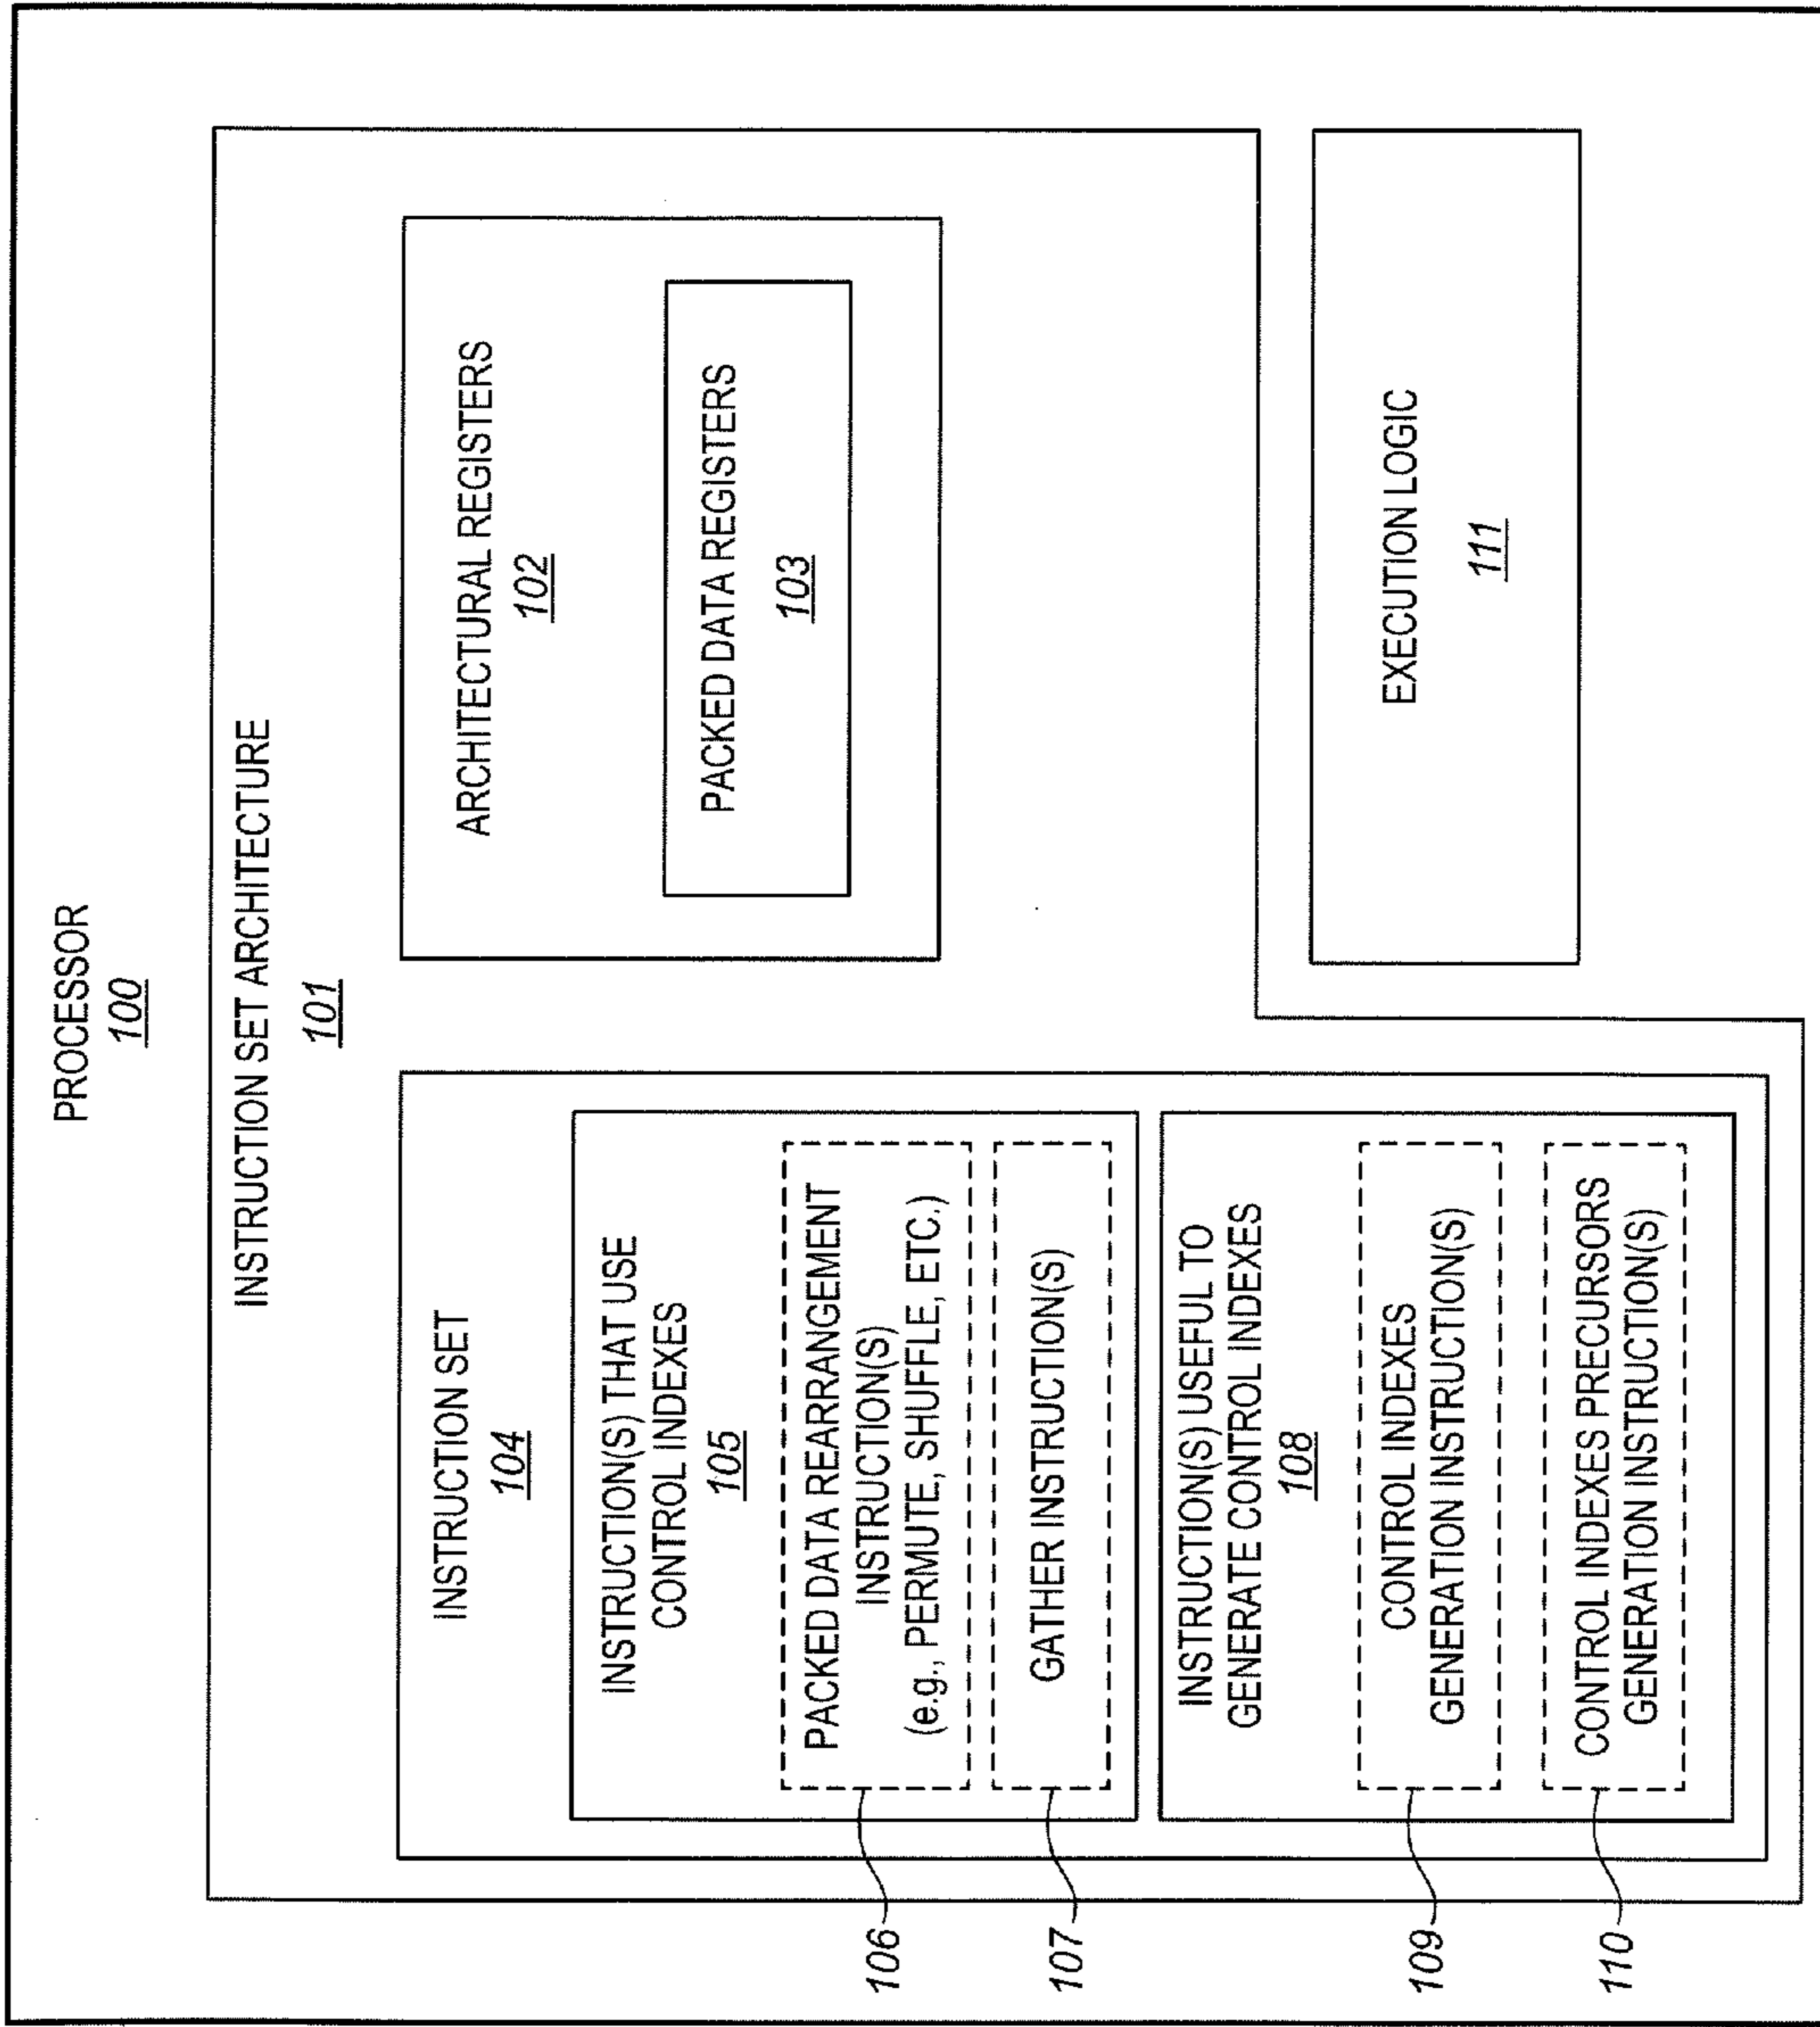 PROCESSOR
100
INSTRUCTION SET ARCHITECTURE
101
INSTRUCTION SET
104
INSTRUCTION(S) THAT USE
CONTROL INDEXES
105
PACKED DATA REARRANGEMENT
INSTRUCTION(S)
(e.g., PERMUTE, SHUFFLE, ETC.)
106
GATHER INSTRUCTION(S)
107
INSTRUCTION(S) USEFUL TO
GENERATE CONTROL INDEXES
108
CONTROL INDEXES
GENERATION INSTRUCTION(S)
109
CONTROL INDEXES PRECURSORS
GENERATION INSTRUCTION(S)
110
ARCHITECTURAL REGISTERS
102
PACKED DATA REGISTERS
103
EXECUTION LOGIC
111